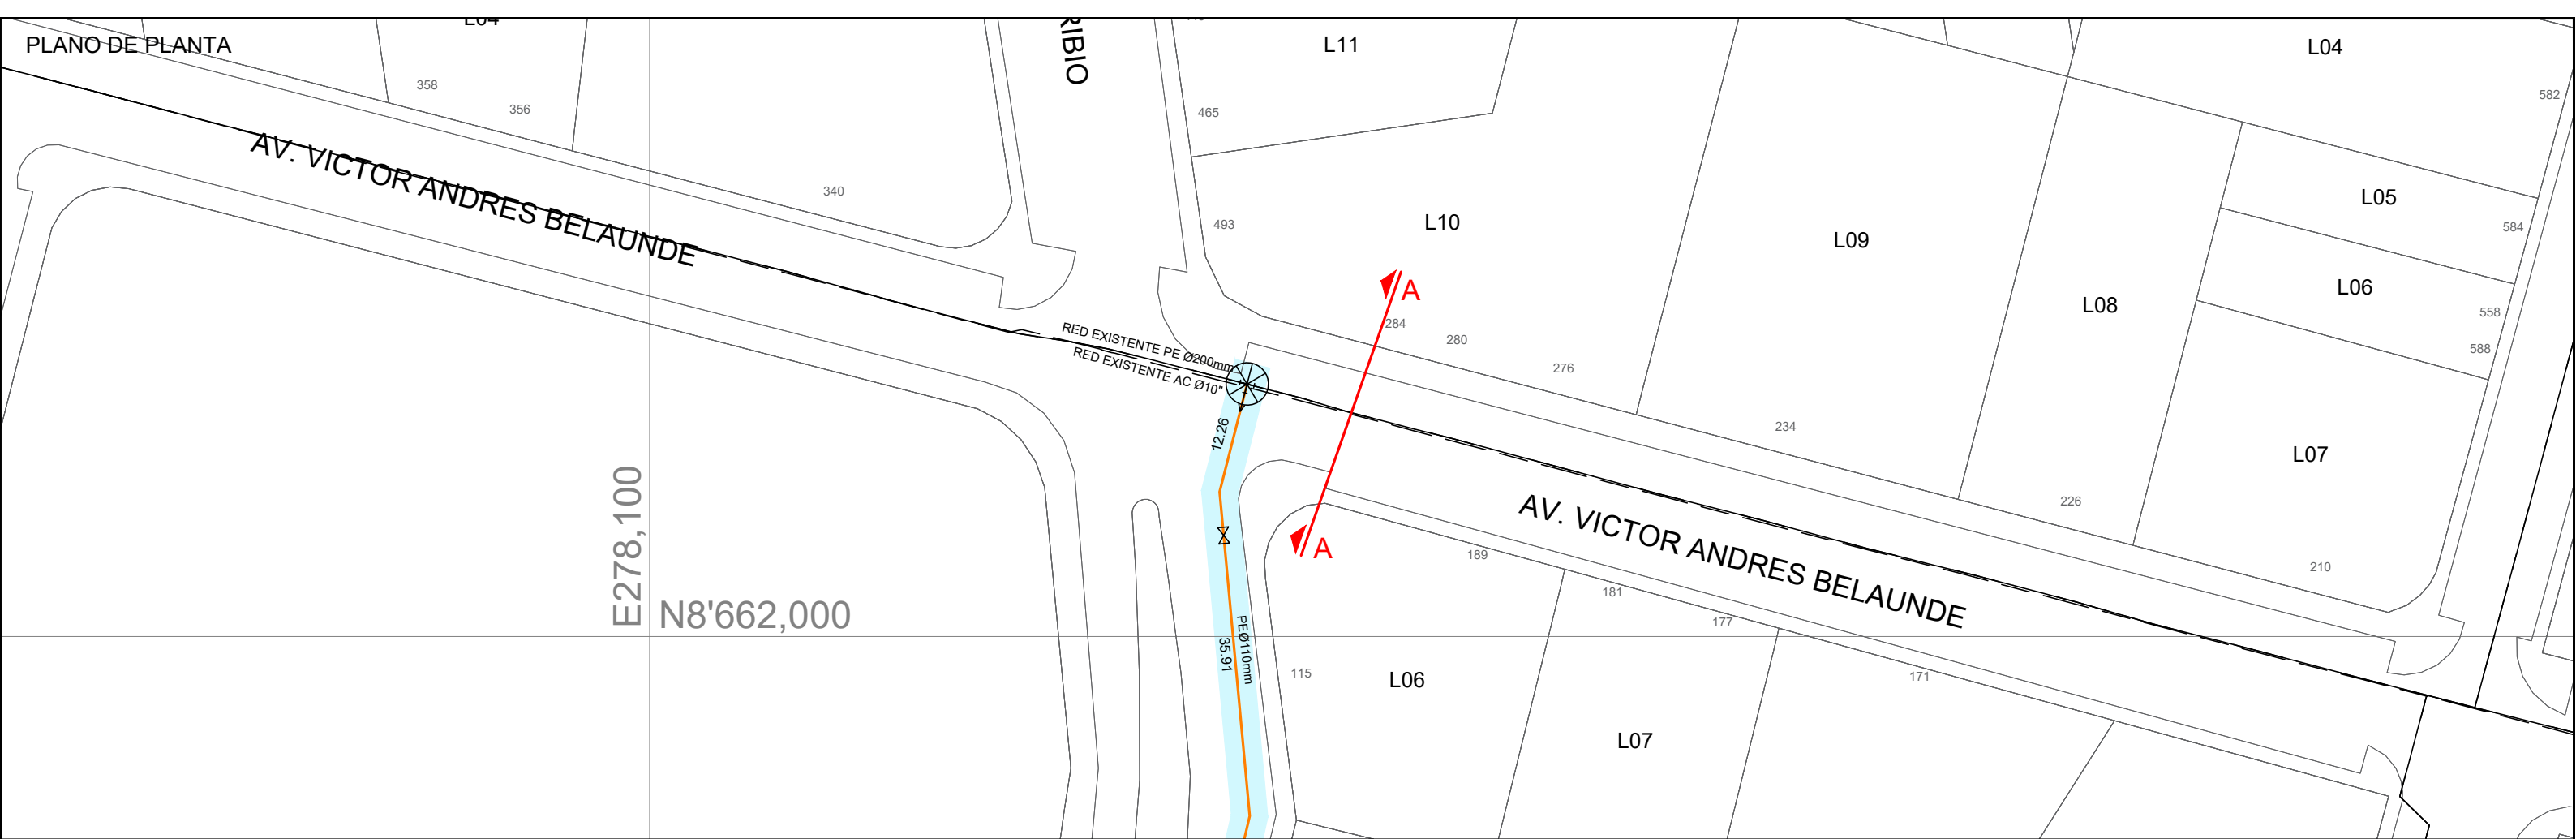 PLANO DE PLANTA
L04
358
356
340
AV. VICTOR ANDRES BELAUNDE
RIBIO
L11
465
493
L10
284
280
276
A
A
L09
234
L08
226
L04
582
L05
584
L06
558
588
L07
210
RED EXISTENTE PE Ø200mm
RED EXISTENTE AC Ø10"
12.26
PEØ110mm
35.91
E278,100
N8'662,000
AV. VICTOR ANDRES BELAUNDE
189
181
177
171
115
L06
L07